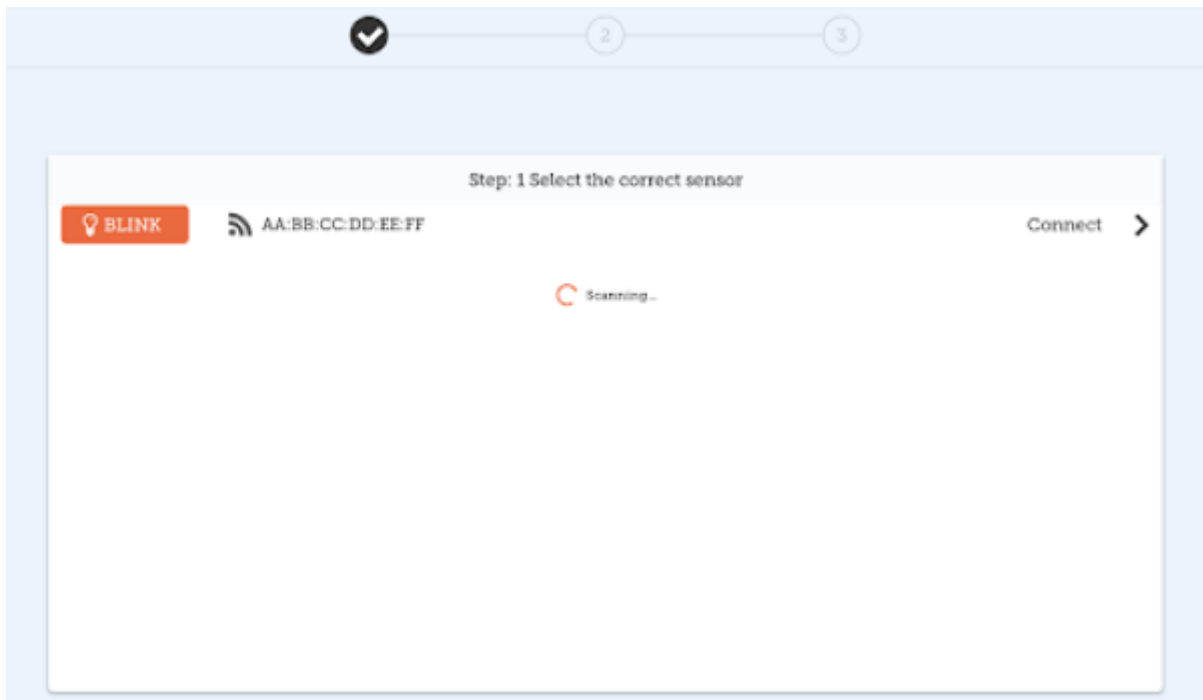 2 3
Step: 1 Select the correct sensor
BLINK AA:BB:CC:DD:EE:FF Connect
Scanning...